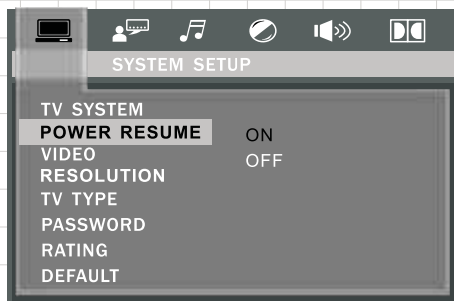 SYSTEM SETUP
TV SYSTEM
POWER RESUME ON
VIDEO OFF
RESOLUTION
TV TYPE
PASSWORD
RATING
DEFAULT